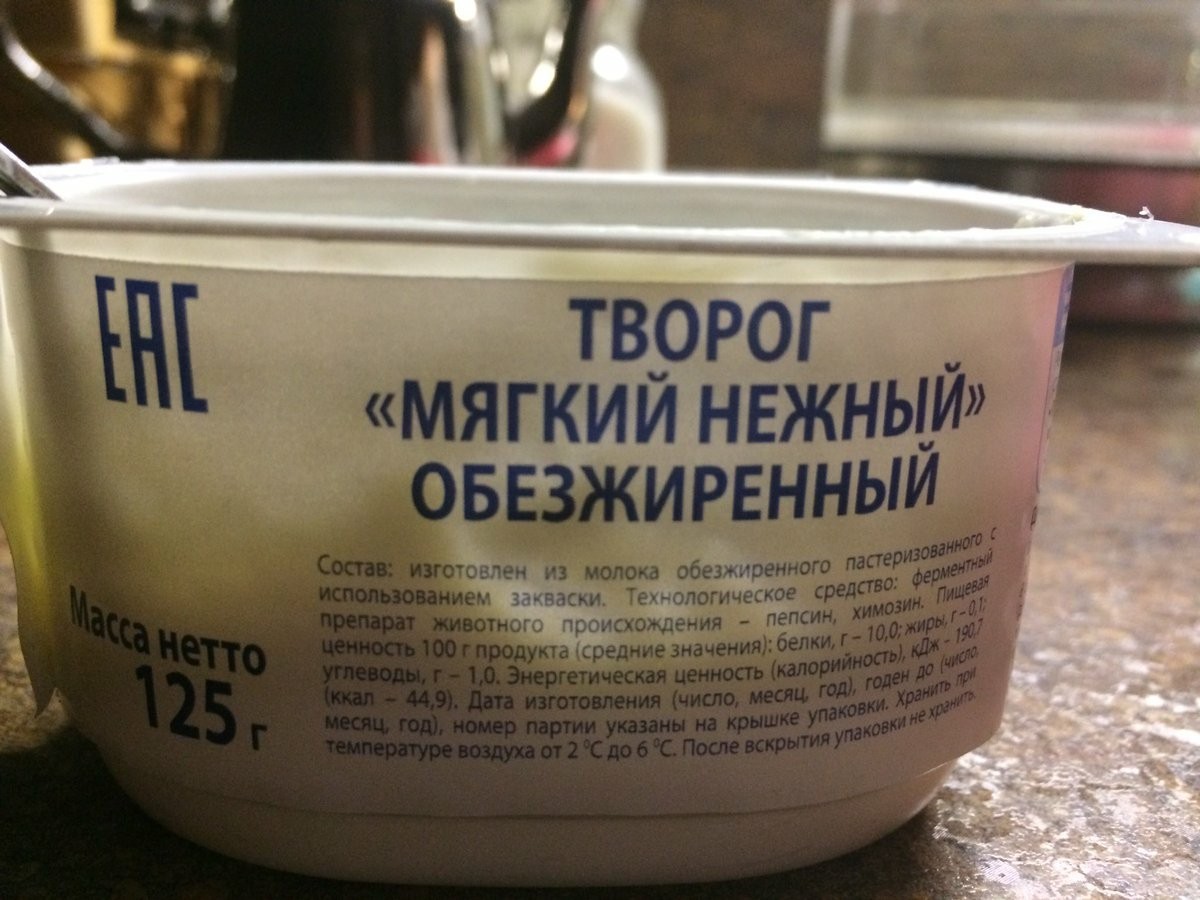 ЕАС
ТВОРОГ
«МЯГКИЙ НЕЖНЫЙ»
ОБЕЗЖИРЕННЫЙ
Состав: изготовлен из молока обезжиренного пастеризованного с
использованием закваски. Технологическое средство: ферментный
препарат животного происхождения – пепсин, химозин. Пищевая
ценность 100 г продукта (средние значения): белки, г – 10,0; жиры, г – 0,1;
углеводы, г – 1,0. Энергетическая ценность (калорийность), кДж – 190,7
(ккал – 44,9). Дата изготовления (число, месяц, год), годен до (число,
месяц, год), номер партии указаны на крышке упаковки. Хранить при
температуре воздуха от 2 °С до 6 °С. После вскрытия упаковки не хранить.
Масса нетто
125 г